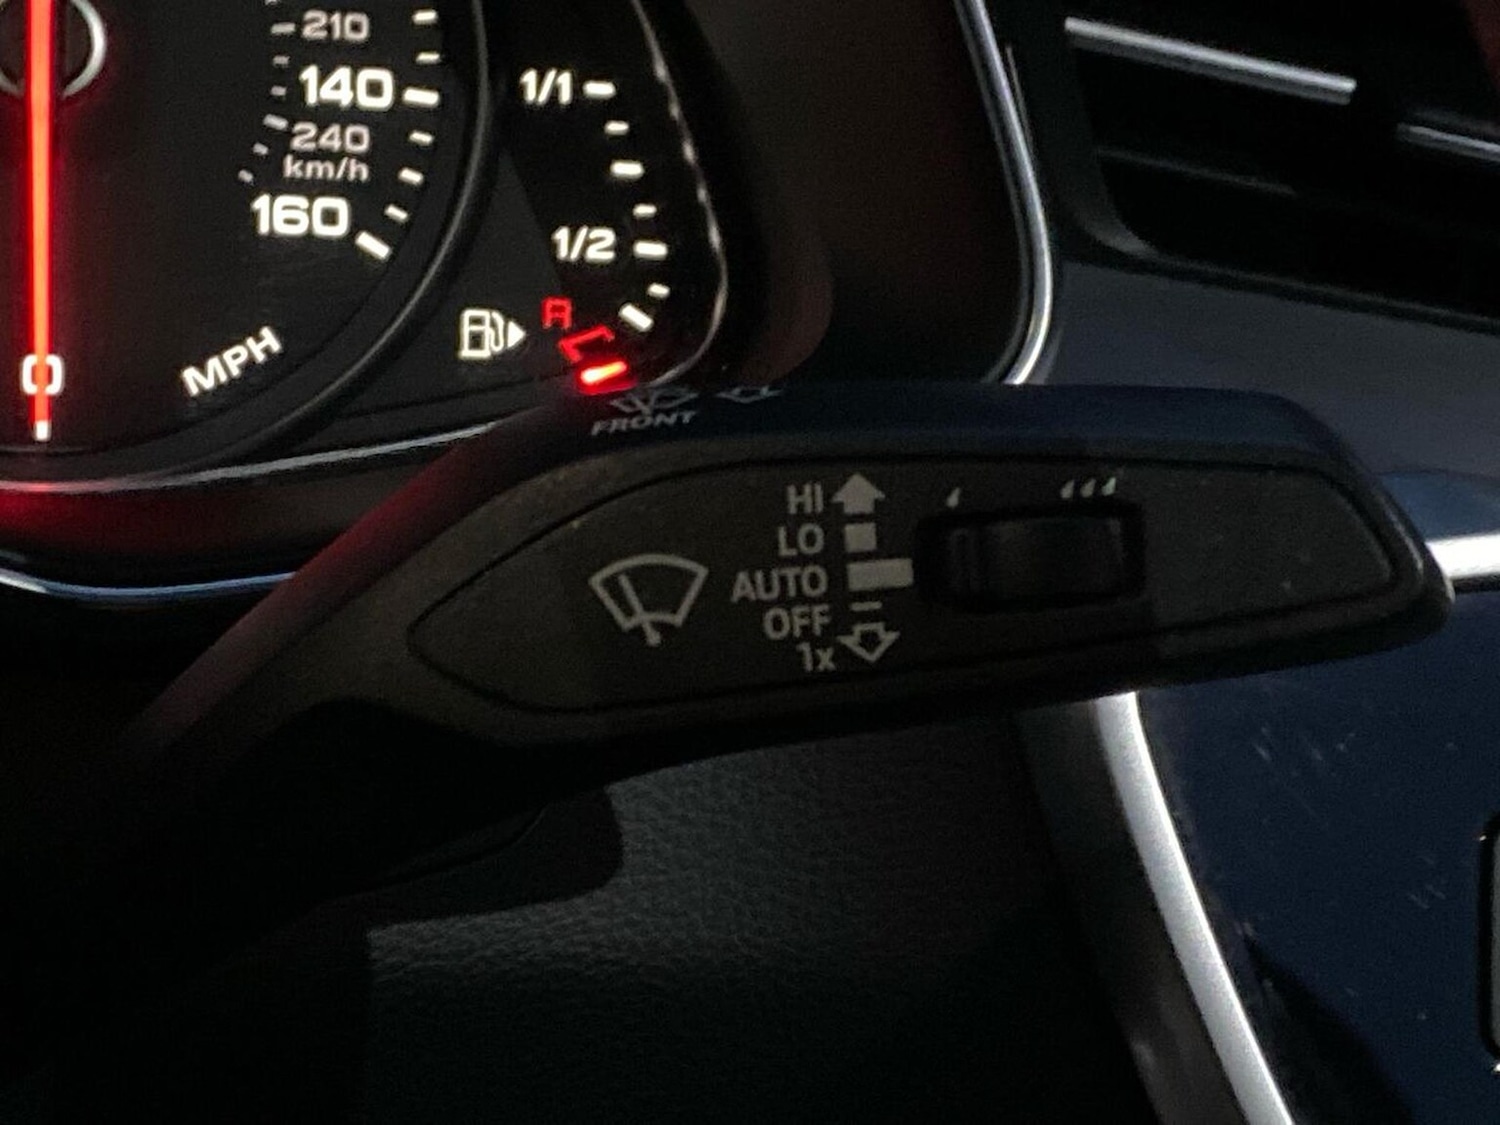 210
140
240
km/h
160
MPH
0
1/1
1/2
R
FRONT
HI
LO
AUTO
OFF
1x